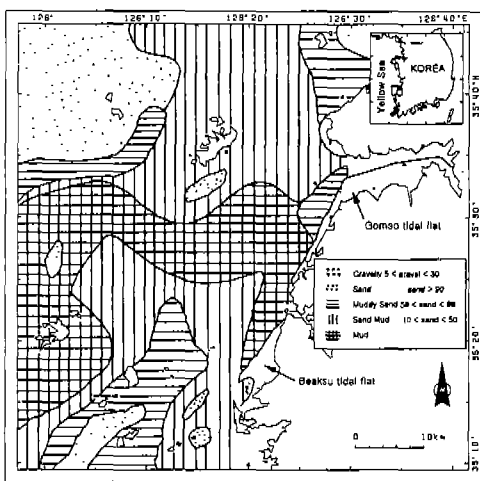 126° 126°10' 126°20' 126°30' 126°40'E
Yellow Sea
KOREA
35°40'N
35°30'
Gomso tidal flat
Gravely 5 < gravel < 30
Sand sand > 90
Muddy Sand 50 < sand < 90
Sand Mud 10 < sand < 50
Mud
35°20'
Beaksu tidal flat
N
0 10km
35°10'